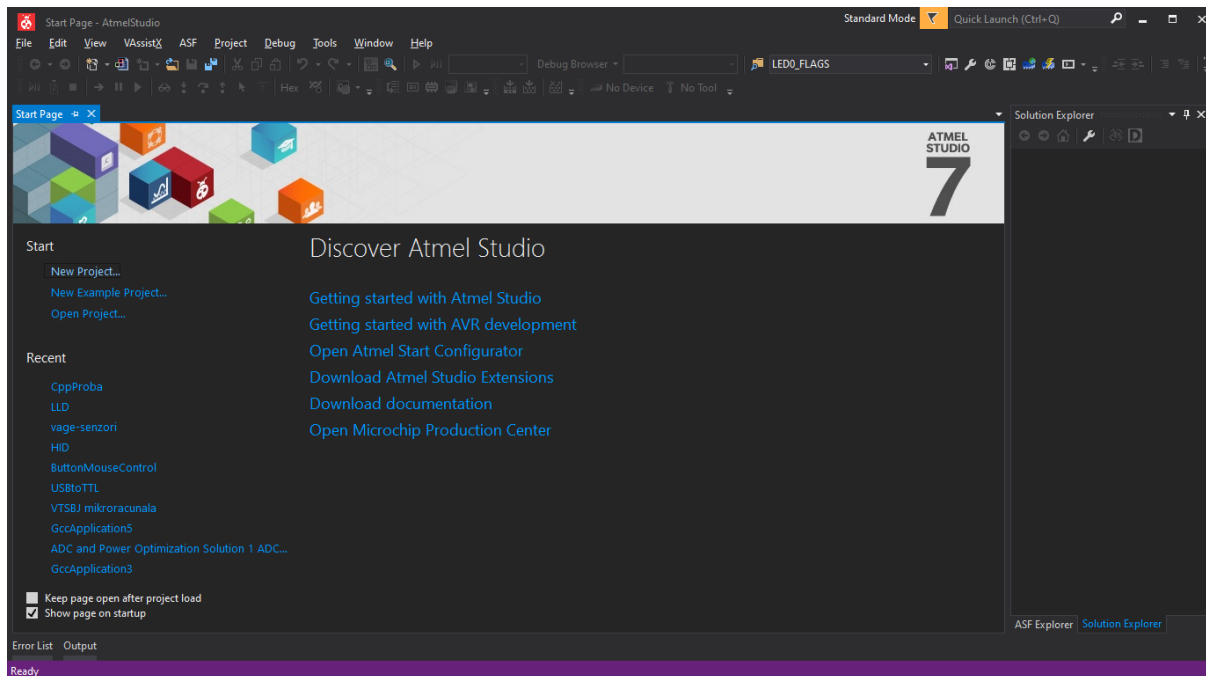 Start Page - AtmelStudio
Standard Mode
Quick Launch (Ctrl+Q)
File Edit View VAssistX ASF Project Debug Tools Window Help
Debug Browser
LED0_FLAGS
Hex
No Device
No Tool
Start Page
Solution Explorer
ATMEL
STUDIO
7
Start
New Project...
New Example Project...
Open Project...
Recent
CppProba
LLD
vage-senzori
HID
ButtonMouseControl
USBtoTTL
VTSBJ mikroracunala
GccApplication5
ADC and Power Optimization Solution 1 ADC...
GccApplication3
Keep page open after project load
Show page on startup
Discover Atmel Studio
Getting started with Atmel Studio
Getting started with AVR development
Open Atmel Start Configurator
Download Atmel Studio Extensions
Download documentation
Open Microchip Production Center
ASF Explorer Solution Explorer
Error List Output
Ready